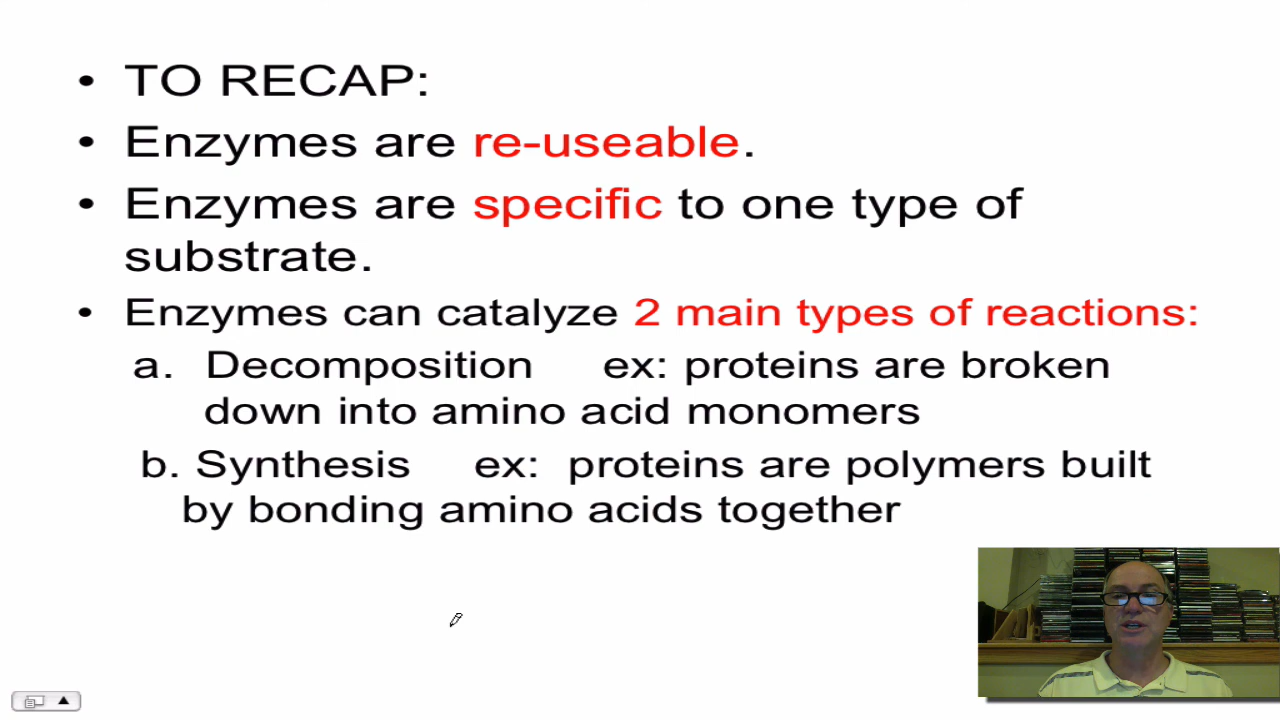 • TO RECAP:
• Enzymes are re-useable.
• Enzymes are specific to one type of
substrate.
• Enzymes can catalyze 2 main types of reactions:
a. Decomposition ex: proteins are broken
down into amino acid monomers
b. Synthesis ex: proteins are polymers built
by bonding amino acids together